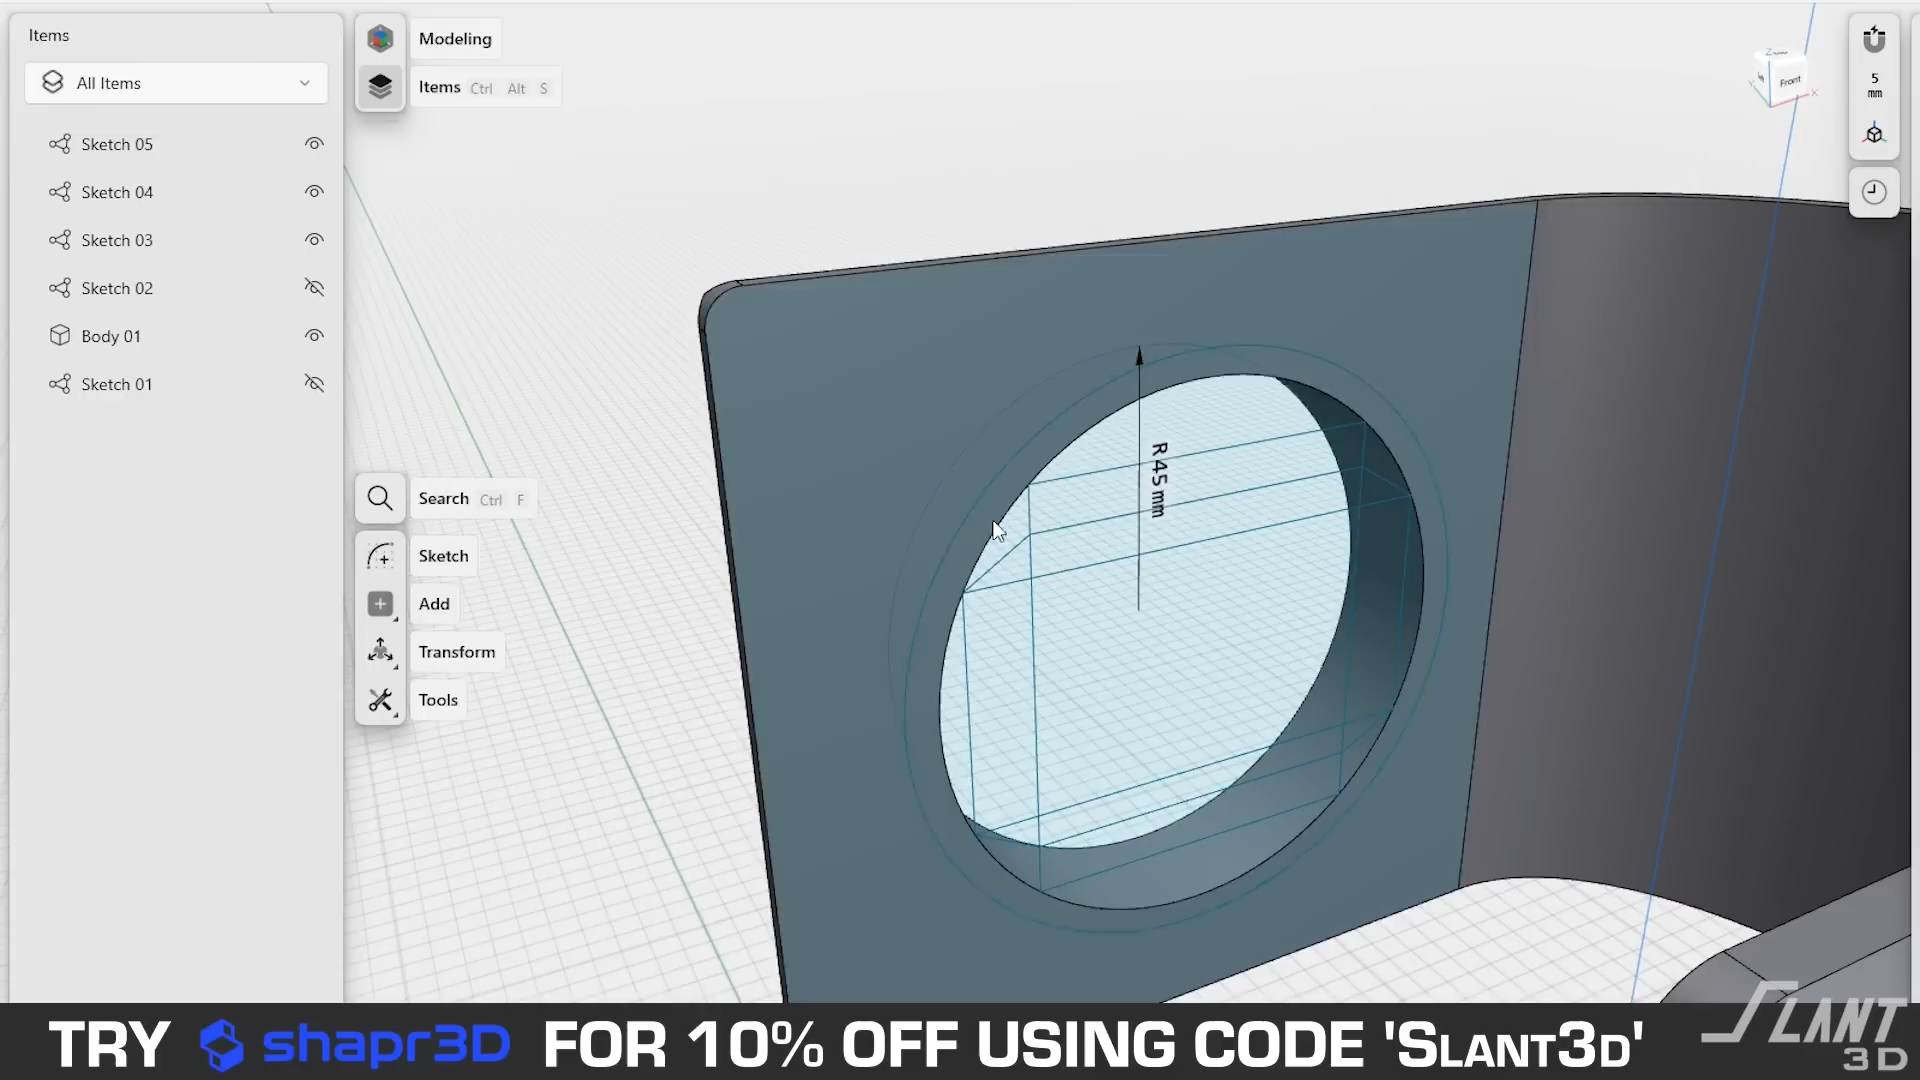 Items
All Items
Sketch 05
Sketch 04
Sketch 03
Sketch 02
Body 01
Sketch 01
Modeling
Items Ctrl Alt S
Search Ctrl F
Sketch
Add
Transform
Tools
R45 mm
Z
Front
X
5
mm
TRY shapr3D FOR 10% OFF USING CODE 'SLANT3D'
SLANT
3D